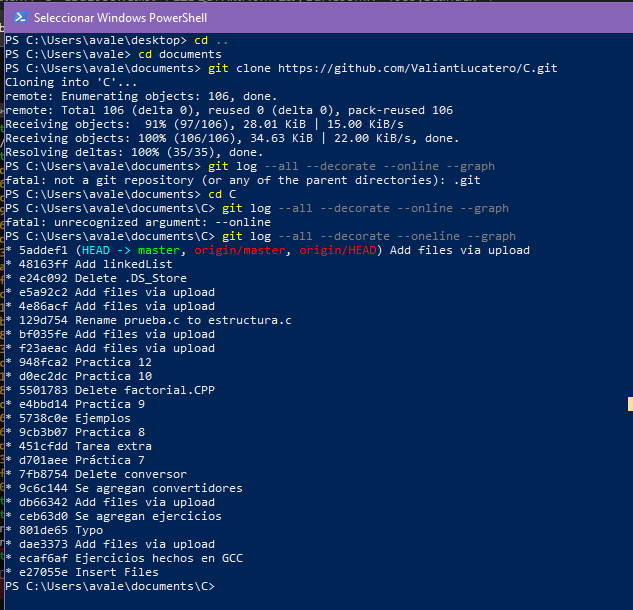 Seleccionar Windows PowerShell
PS C:\Users\avale\desktop> cd ..
PS C:\Users\avale> cd documents
PS C:\Users\avale\documents> git clone https://github.com/ValiantLucatero/C.git
Cloning into 'C'...
remote: Enumerating objects: 106, done.
remote: Total 106 (delta 0), reused 0 (delta 0), pack-reused 106
Receiving objects:  91% (97/106), 28.01 KiB | 15.00 KiB/s
Receiving objects: 100% (106/106), 34.63 KiB | 22.00 KiB/s, done.
Resolving deltas: 100% (35/35), done.
PS C:\Users\avale\documents> git log --all --decorate --online --graph
fatal: not a git repository (or any of the parent directories): .git
PS C:\Users\avale\documents> cd C
PS C:\Users\avale\documents\C> git log --all --decorate --online --graph
fatal: unrecognized argument: --online
PS C:\Users\avale\documents\C> git log --all --decorate --oneline --graph
* 5addef1 (HEAD -> master, origin/master, origin/HEAD) Add files via upload
* 48163ff Add linkedList
* e24c092 Delete .DS_Store
* e5a92c2 Add files via upload
* 4e86acf Add files via upload
* 129d754 Rename prueba.c to estructura.c
* bf035fe Add files via upload
* f23aeac Add files via upload
* 948fca2 Practica 12
* d0ec2dc Practica 10
* 5501783 Delete factorial.CPP
* e4bbd14 Practica 9
* 5738c0e Ejemplos
* 9cb3b07 Practica 8
* 451cfdd Tarea extra
* d701aee Práctica 7
* 7fb8754 Delete conversor
* 9c6c144 Se agregan convertidores
* db66342 Add files via upload
* ceb63d0 Se agregan ejercicios
* 801de65 Typo
* dae3373 Add files via upload
* ecaf6af Ejercicios hechos en GCC
* e27055e Insert Files
PS C:\Users\avale\documents\C>